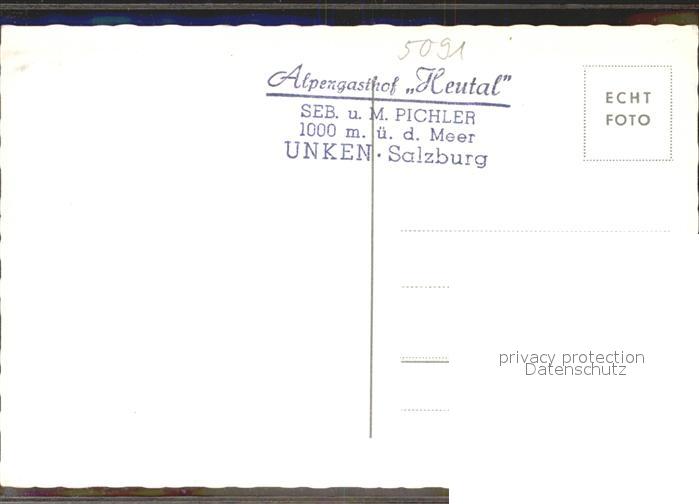 5091
Alpengasthof „Heutal"
SEB. u. M. PICHLER
1000 m. ü. d. Meer
UNKEN · Salzburg
ECHT
FOTO
privacy protection
Datenschutz